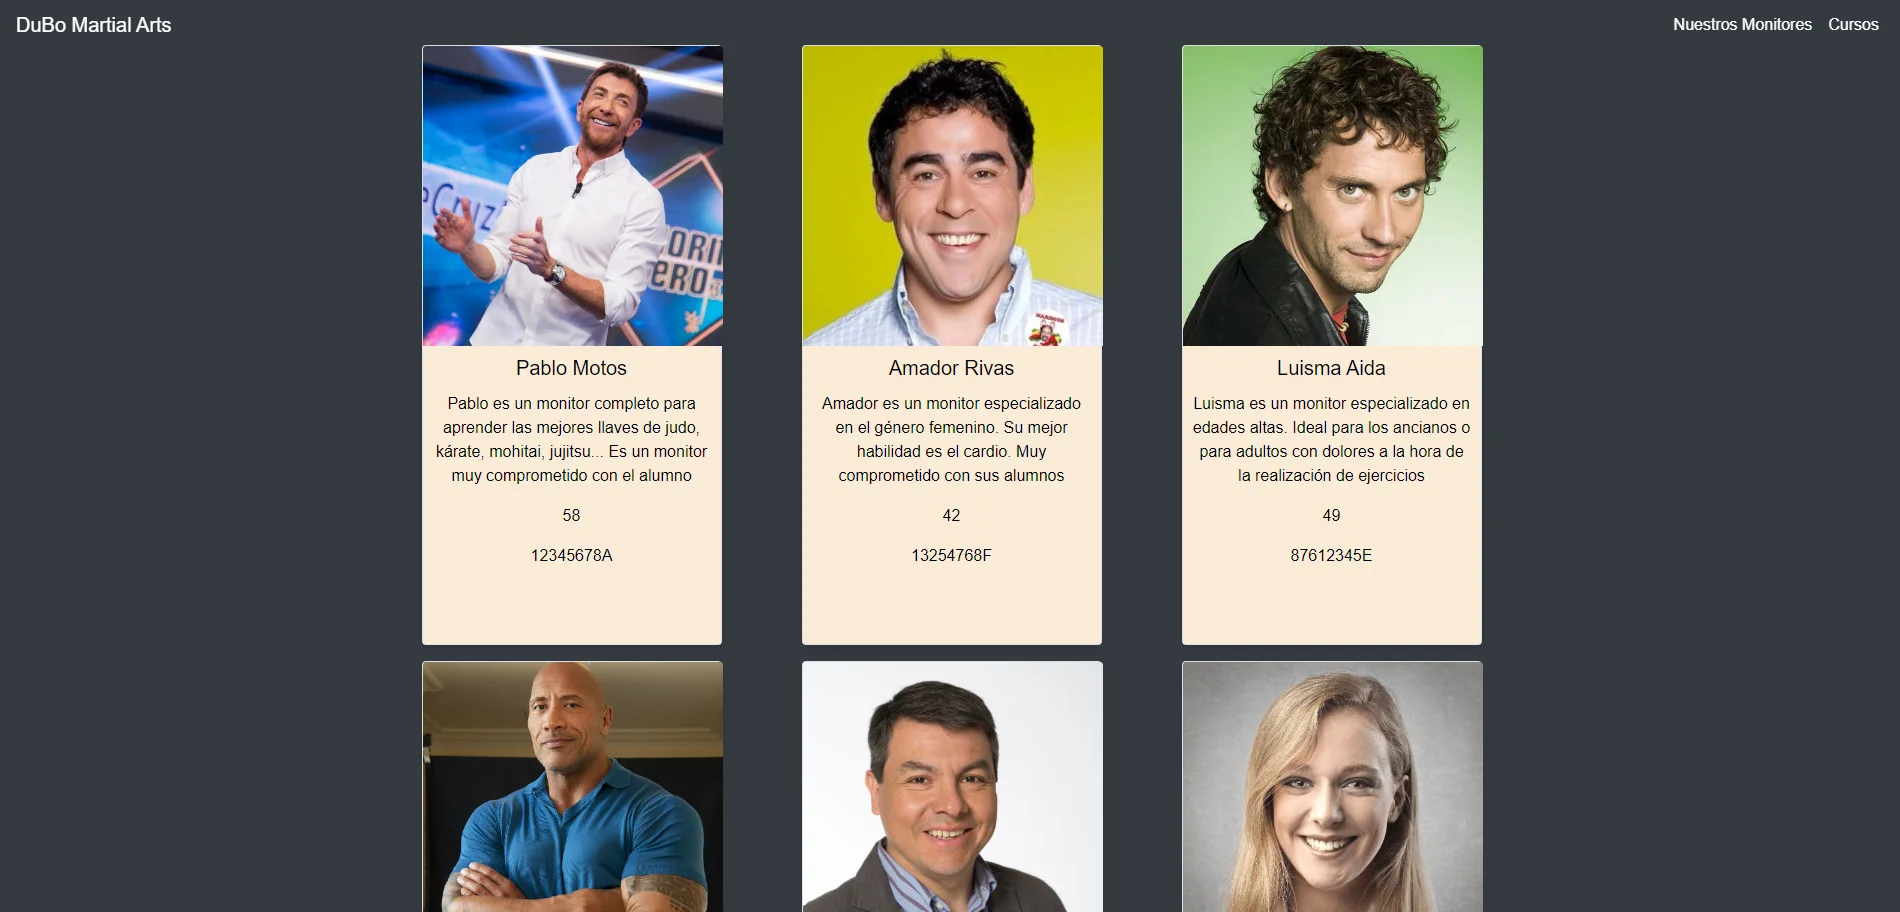 DuBo Martial Arts
Nuestros Monitores
Cursos
eCruz
ORMI
ERO
MARISCOS
Pablo Motos
Pablo es un monitor completo para
aprender las mejores llaves de judo,
kárate, mohitai, jujitsu... Es un monitor
muy comprometido con el alumno
58
12345678A
Amador Rivas
Amador es un monitor especializado
en el género femenino. Su mejor
habilidad es el cardio. Muy
comprometido con sus alumnos
42
13254768F
Luisma Aida
Luisma es un monitor especializado en
edades altas. Ideal para los ancianos o
para adultos con dolores a la hora de
la realización de ejercicios
49
87612345E